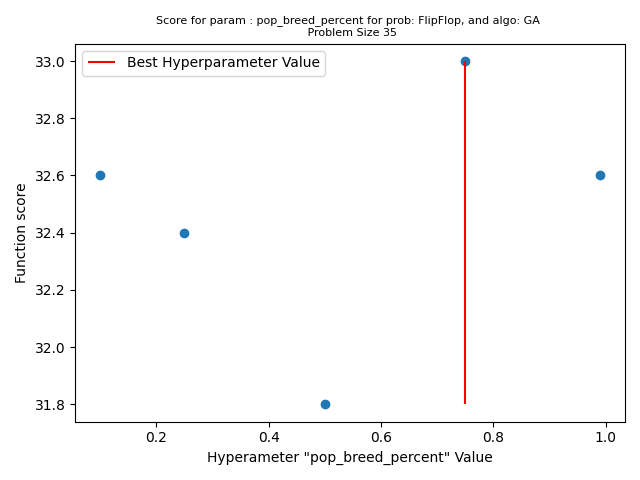 Score for param : pop_breed_percent for prob: FlipFlop, and algo: GA
Problem Size 35
Best Hyperparameter Value
33.0
32.8
32.6
32.4
32.2
32.0
31.8
Function score
0.2 0.4 0.6 0.8 1.0
Hyperameter "pop_breed_percent" Value